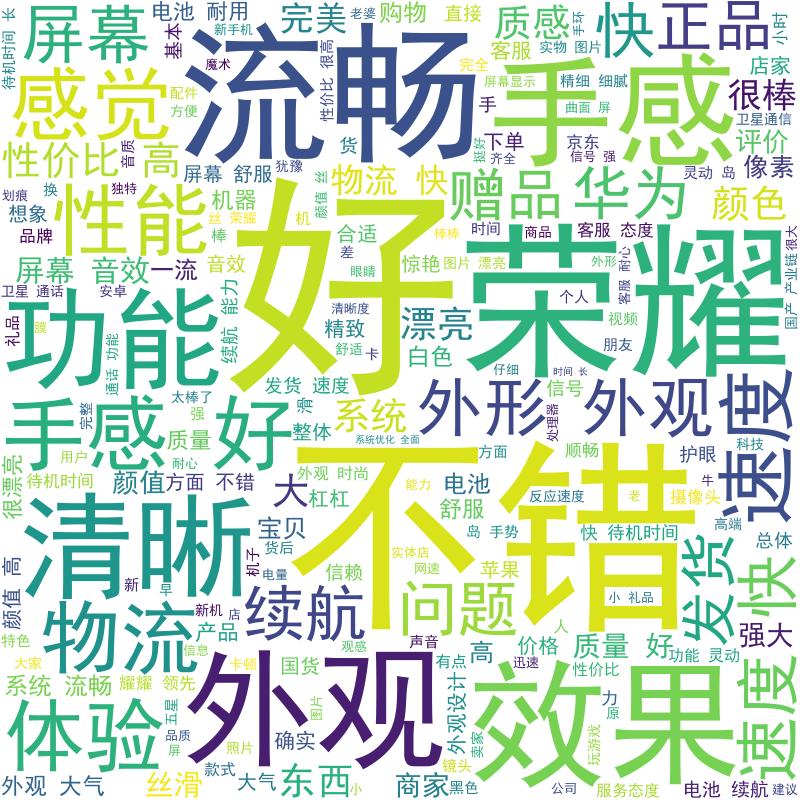 屏幕
电池 耐用
完美
老婆
购物
直接
质感
手环
快
正品
小时
待机时间 长
基本
新手机
魔术
流畅
性价比 很高
客服
实物 图片
店家
感觉
配件
方便
完全
屏幕显示
精细 细腻
很棒
手感
曲面 屏
卫星通信
性价比 高
音质
屏幕 舒服
犹豫
货
手
下单
挺好
齐全
京东
信号 强
评价
灵动 岛
像素
划痕
换
独特
机器
颜值
丝
物流 快
赠品
华为
颜色
想象
性能
丝 荣耀
机
好
合适
棒棒
时间
商品
客服 态度
品牌
棒
差
荣耀
客服 耐心
外形
国产 产业链
很大
屏幕 音效
一流
音效
眼睛
惊艳
图片 漂亮
卫星 通话
安卓
续航 能力
清晰度
个人
礼品
膜
功能
通话 功能
精致
漂亮
视频
舒适
卡
白色
朋友
太棒了
发货 速度
仔细
时间 长
外形
外观
信号
处理器
速度
手感 好
完整
强
滑
系统
系统优化 全面
质量
整体
用户
耐心
很漂亮
待机时间
颜值
方面 不错
外观 时尚
大
杠杠
不错
能力
电池
方面
反应速度
顺畅
老
护眼
摄像头
科技
牛
舒服
岛 手势
快 待机时间
高端
清晰
机子
宝贝
货后
实体店
信赖
网速
苹果
总体
发货
快
颜值 高
新
早
电量
续航
问题
小 礼品
物流
新机
店
产品
特色
信息
观感
声音
高
价格
人
质量 好
强大
大家
卡顿
国货
外观
有点
迅速
性价比
功能 灵动
系统 流畅
耀耀 领先
五星
图片
外观设计
效果
力
原
速度
体验
品质
屏
照片
确实
镜头
卖家
玩游戏
外观 大气
丝滑
款式
大气
东西
小
商家
黑色
公司
服务态度
电池 续航
建议